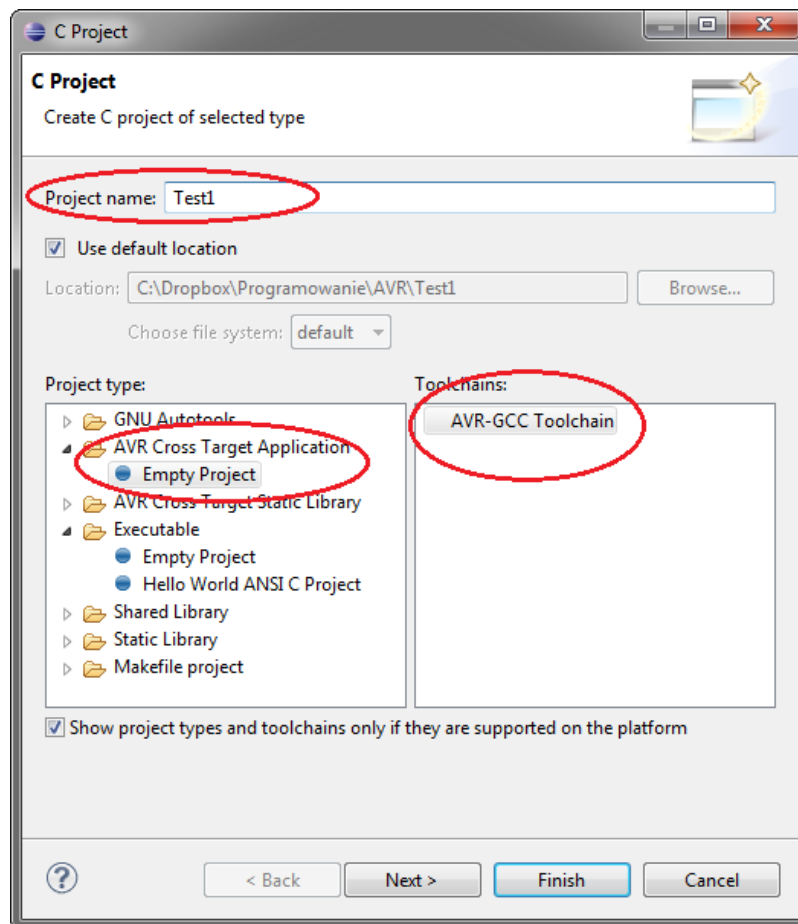 C Project
C Project
Create C project of selected type
Project name: Test1
Use default location
Location: C:\Dropbox\Programowanie\AVR\Test1 Browse...
Choose file system: default
Project type: Toolchains:
GNU Autotools AVR-GCC Toolchain
AVR Cross Target Application
Empty Project
AVR Cross Target Static Library
Executable
Empty Project
Hello World ANSI C Project
Shared Library
Static Library
Makefile project
Show project types and toolchains only if they are supported on the platform
? < Back Next > Finish Cancel